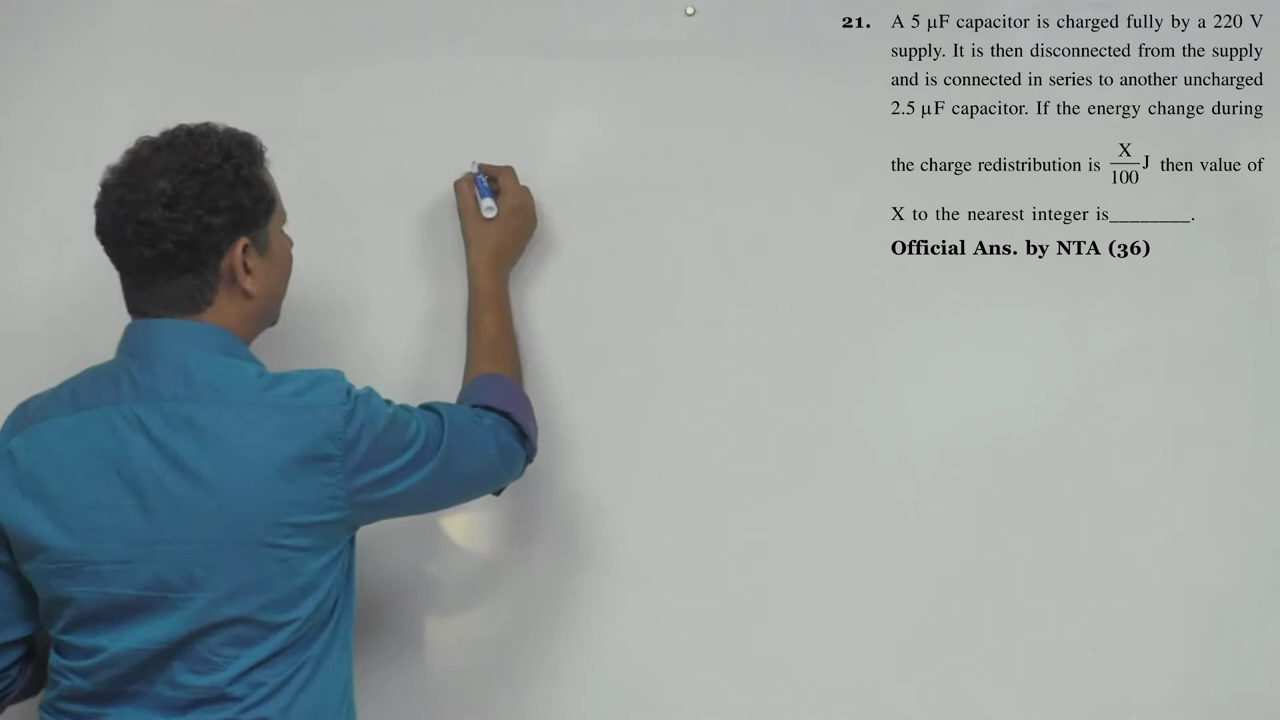 21. A 5 μF capacitor is charged fully by a 220 V
supply. It is then disconnected from the supply
and is connected in series to another uncharged
2.5 μF capacitor. If the energy change during
the charge redistribution is X/100 J then value of
X to the nearest integer is________.
Official Ans. by NTA (36)